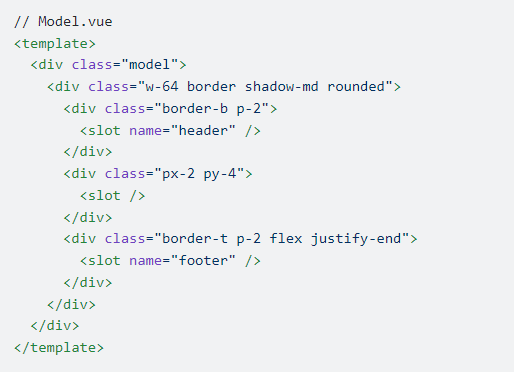 // Model.vue
<template>
  <div class="model">
    <div class="w-64 border shadow-md rounded">
      <div class="border-b p-2">
        <slot name="header" />
      </div>
      <div class="px-2 py-4">
        <slot />
      </div>
      <div class="border-t p-2 flex justify-end">
        <slot name="footer" />
      </div>
    </div>
  </div>
</template>